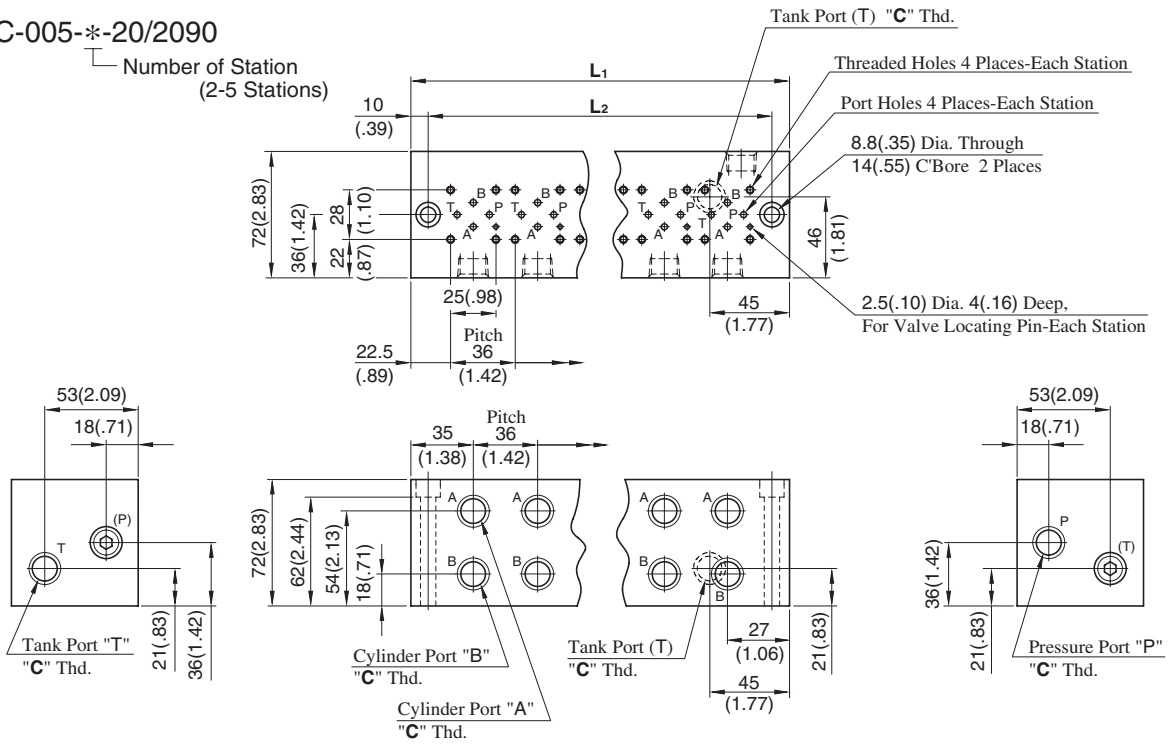 C-005-*-20/2090
Number of Station
(2-5 Stations)
Tank Port (T) "C" Thd.
Threaded Holes 4 Places-Each Station
Port Holes 4 Places-Each Station
8.8(.35) Dia. Through
14(.55) C'Bore 2 Places
L1
L2
10
(.39)
72(2.83)
36(1.42)
28
(1.10)
22
(.87)
T
B
P
A
T
B
P
A
T
B
P
A
T
B
P
A
46
(1.81)
45
(1.77)
2.5(.10) Dia. 4(.16) Deep,
For Valve Locating Pin-Each Station
25(.98)
Pitch
36
(1.42)
22.5
(.89)
53(2.09)
18(.71)
(P)
T
21(.83)
36(1.42)
Tank Port "T"
"C" Thd.
35
(1.38)
Pitch
36
(1.42)
72(2.83)
62(2.44)
54(2.13)
18(.71)
A
A
A
A
B
B
B
B
27
(1.06)
45
(1.77)
21(.83)
Cylinder Port "B"
"C" Thd.
Cylinder Port "A"
"C" Thd.
Tank Port (T)
"C" Thd.
53(2.09)
18(.71)
P
(T)
36(1.42)
21(.83)
Pressure Port "P"
"C" Thd.